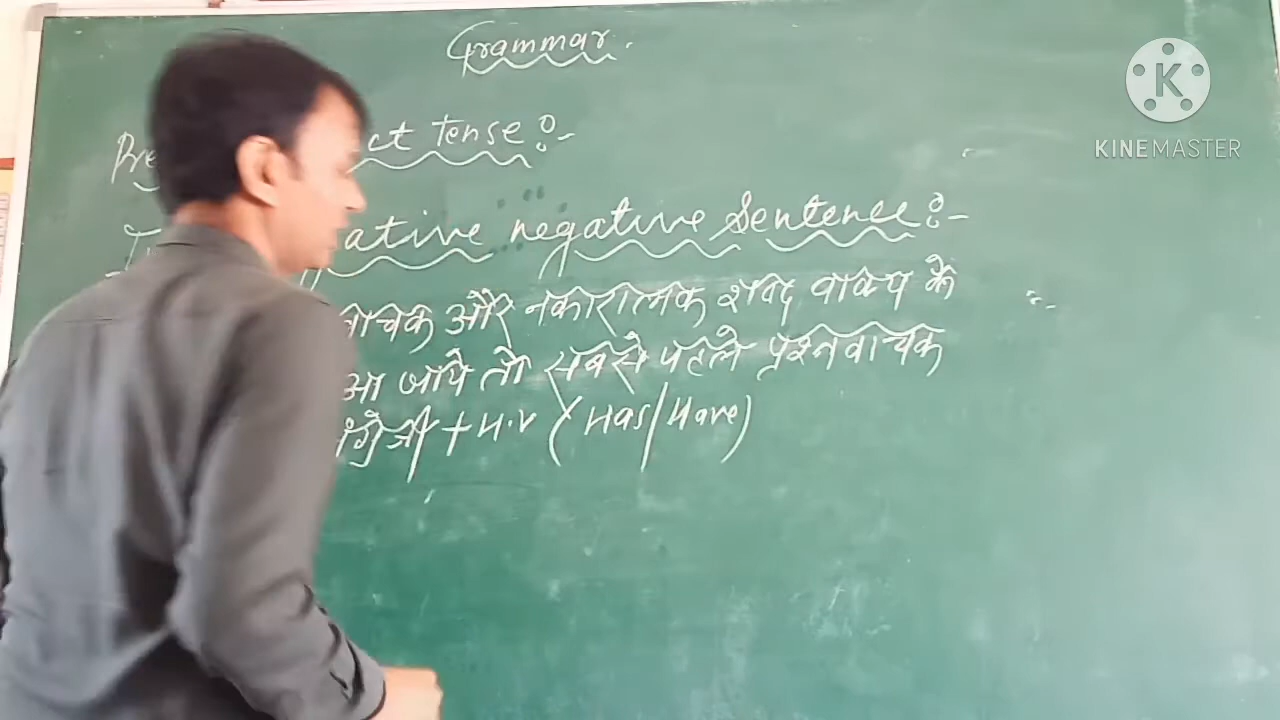 Grammar.
Pre ct tense :-
ative negative Sentence :-
वाचक और नकारात्मक शब्द वाक्य के
आ जाये तो सबसे पहले प्रश्नवाचक
+ H.V (Has/Have)
K
KINEMASTER